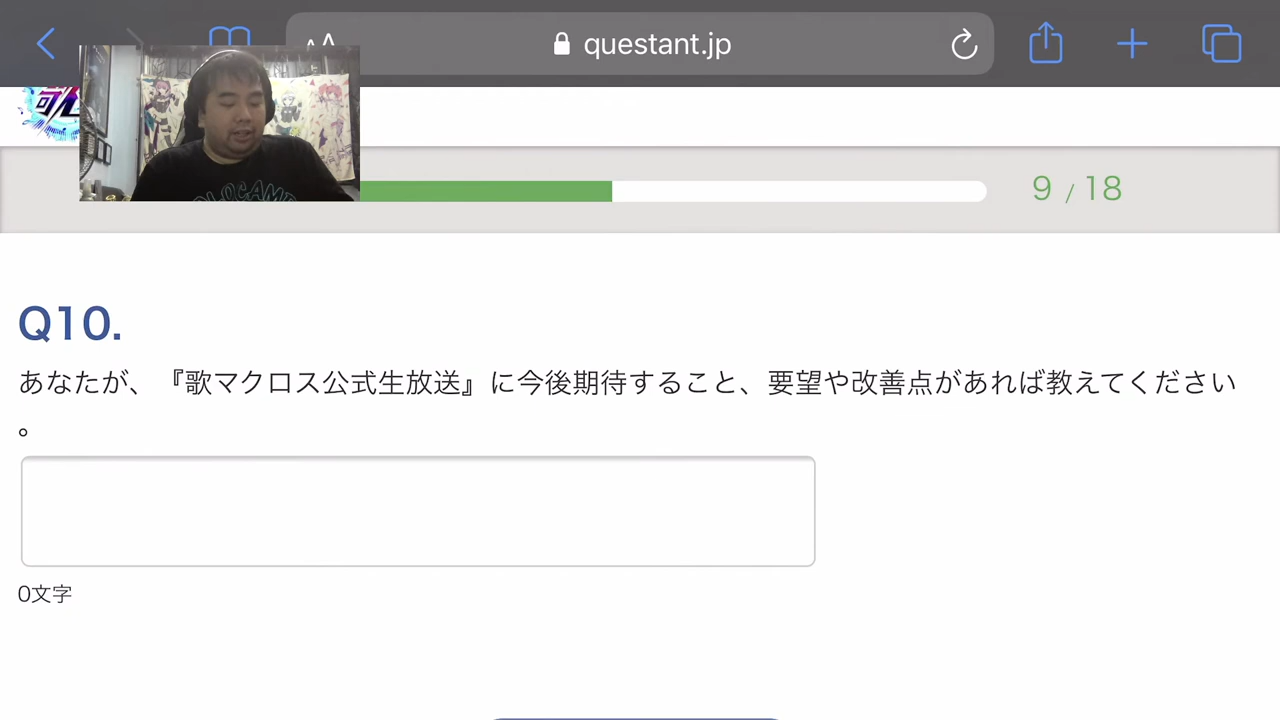 questant.jp
9 / 18
Q10.
あなたが、『歌マクロス公式生放送』に今後期待すること、要望や改善点があれば教えてください
。
0文字